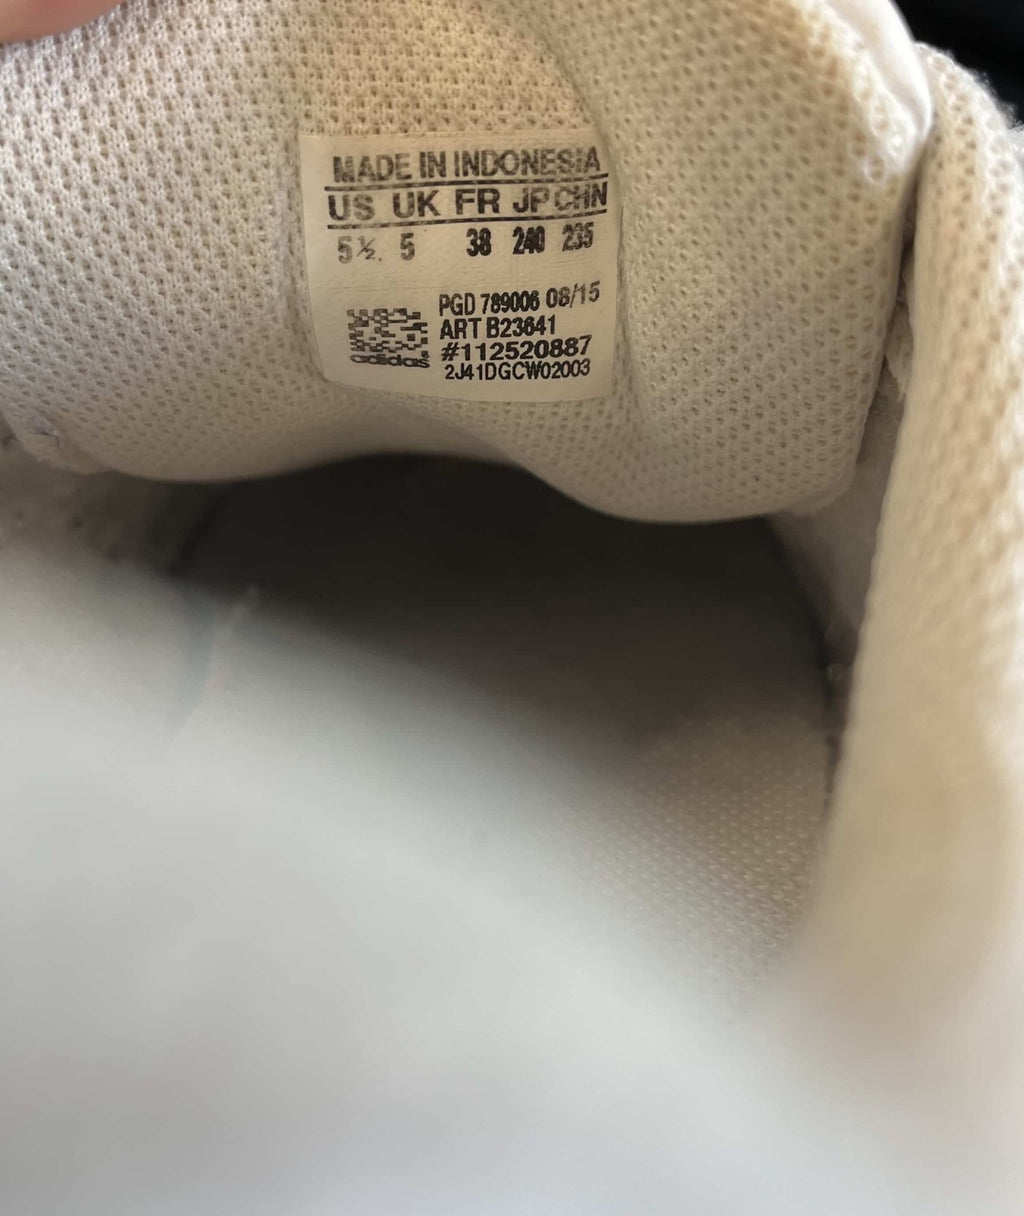 MADE IN INDONESIA
US UK FR JP CHN
5½. 5 38 240 235
PGD 789006 08/15
ART B23641
#112520887
2J41DGCW02003
adidas